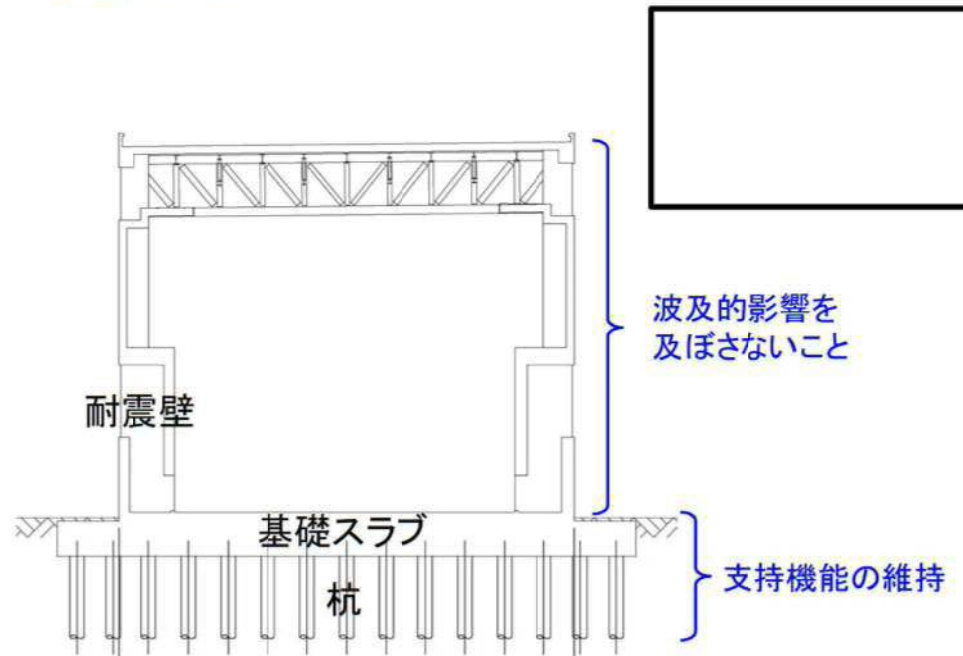 波及的影響を
及ぼさないこと
耐震壁
基礎スラブ
杭
支持機能の維持